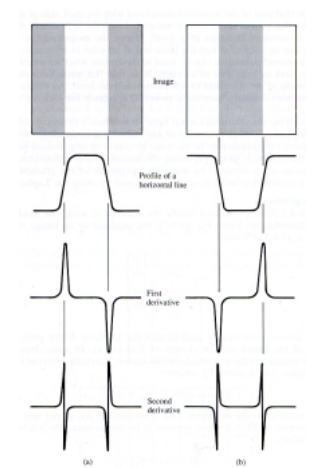 Image
Profile of a
horizontal line
First
derivative
Second
derivative
(a)
(b)